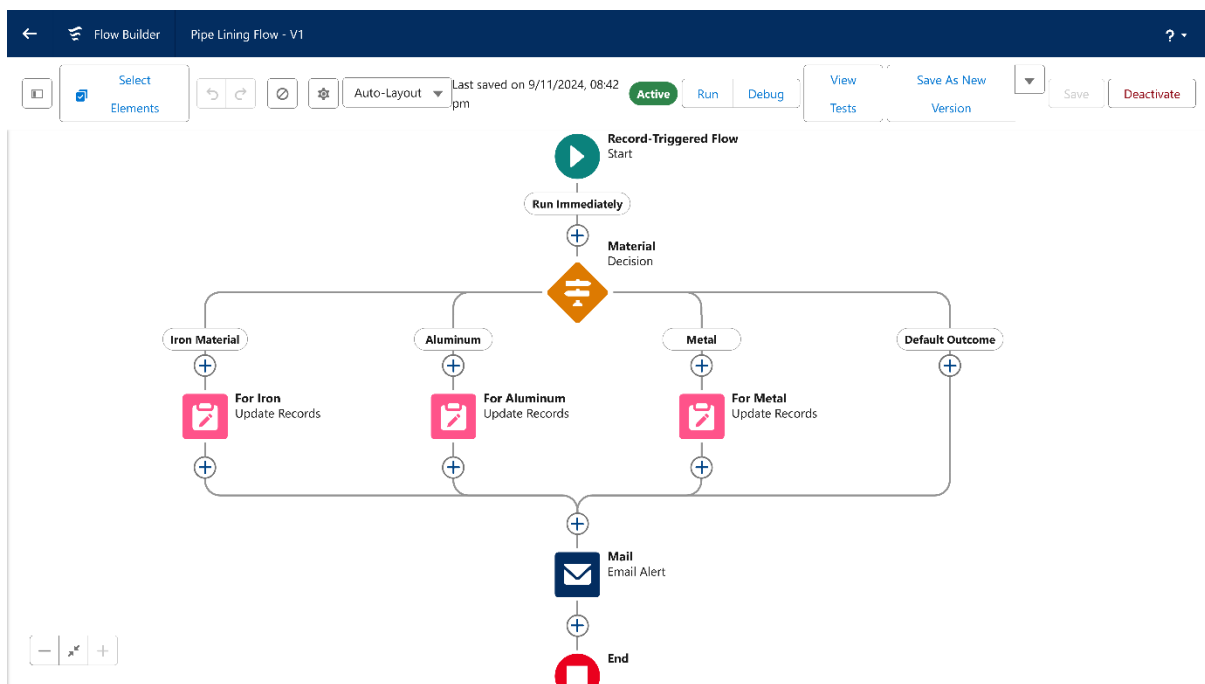 Flow Builder
Pipe Lining Flow - V1
?
Select
Elements
Auto-Layout
Last saved on 9/11/2024, 08:42
pm
Active
Run
Debug
View
Tests
Save As New
Version
Save
Deactivate
Record-Triggered Flow
Start
Run Immediately
Material
Decision
Iron Material
Aluminum
Metal
Default Outcome
For Iron
Update Records
For Aluminum
Update Records
For Metal
Update Records
Mail
Email Alert
End